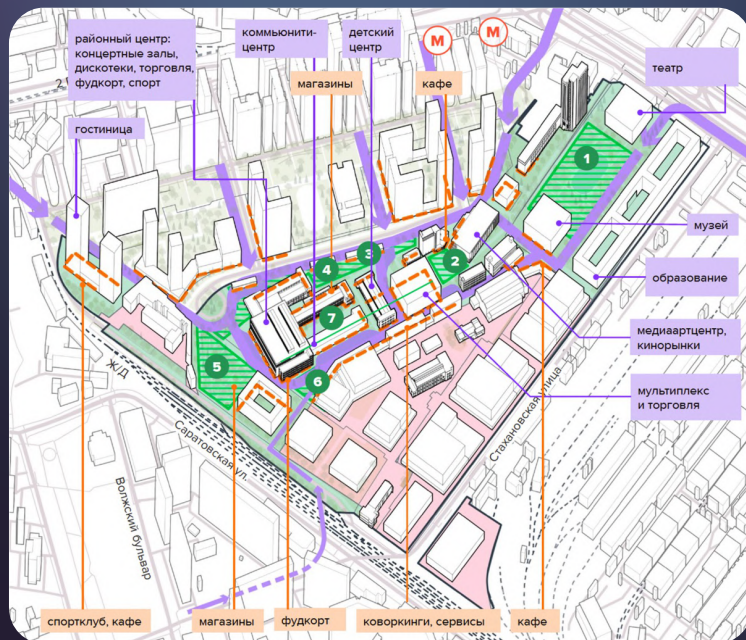 районный центр:
концертные залы,
дискотеки, торговля,
фудкорт, спорт
коммьюнити-
центр
детский
центр
М
М
театр
магазины
кафе
гостиница
1
музей
3
2
4
образование
7
медиаартцентр,
кинорынки
5
6
мультиплекс
и торговля
Ж/Д
Саратовская ул.
Стахановская улица
Волжский бульвар
спортклуб, кафе
магазины
фудкорт
коворкинги, сервисы
кафе